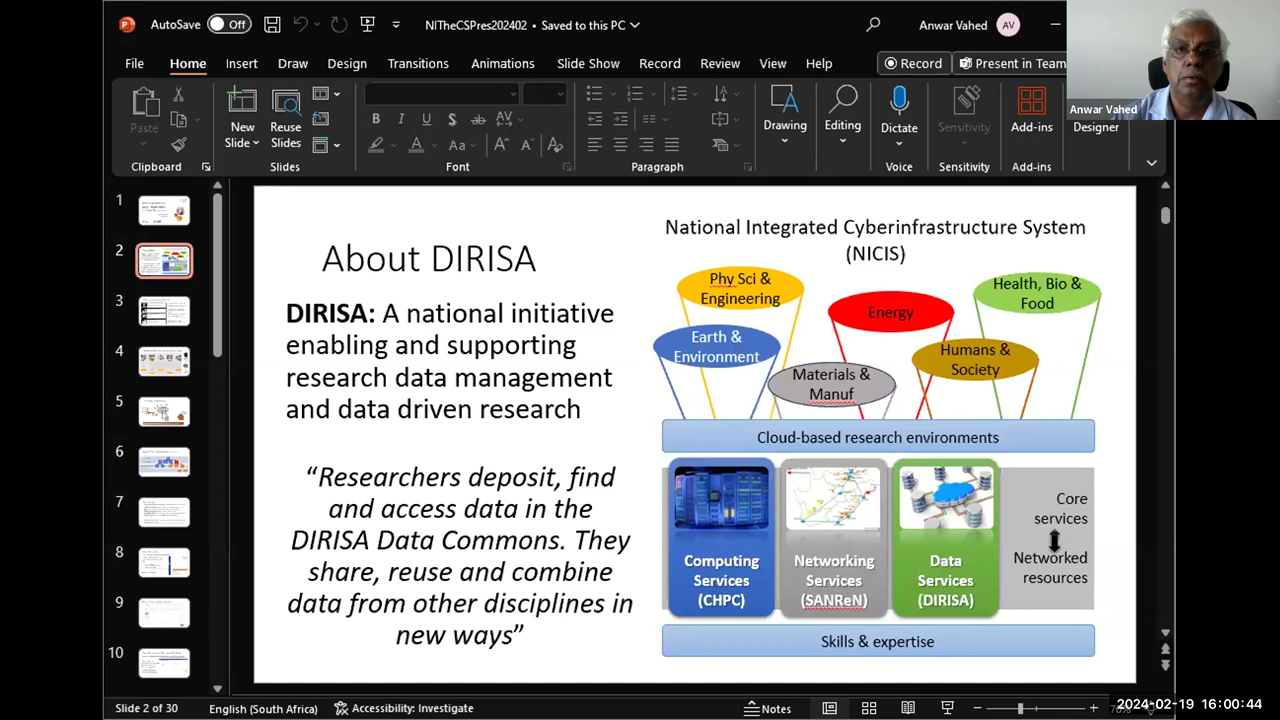 AutoSave
Off
NITheCSPres202402 • Saved to this PC
Anwar Vahed
AV
File
Home
Insert
Draw
Design
Transitions
Animations
Slide Show
Record
Review
View
Help
Record
Present in Team
Anwar Vahed
Paste
New
Slide
Reuse
Slides
Drawing
Editing
Dictate
Sensitivity
Add-ins
Designer
Clipboard
Slides
Font
Paragraph
Voice
Sensitivity
Add-ins
1
2
3
4
5
6
7
8
9
10
About DIRISA
DIRISA: A national initiative
enabling and supporting
research data management
and data driven research
“Researchers deposit, find
and access data in the
DIRISA Data Commons. They
share, reuse and combine
data from other disciplines in
new ways”
National Integrated Cyberinfrastructure System
(NICIS)
Phy Sci &
Engineering
Health, Bio &
Food
Energy
Earth &
Environment
Humans &
Society
Materials &
Manuf
Cloud-based research environments
Computing
Services
(CHPC)
Networking
Services
(SANReN)
Data
Services
(DIRISA)
Core
services
Networked
resources
Skills & expertise
Slide 2 of 30
English (South Africa)
Accessibility: Investigate
Notes
2024-02-19 16:00:44